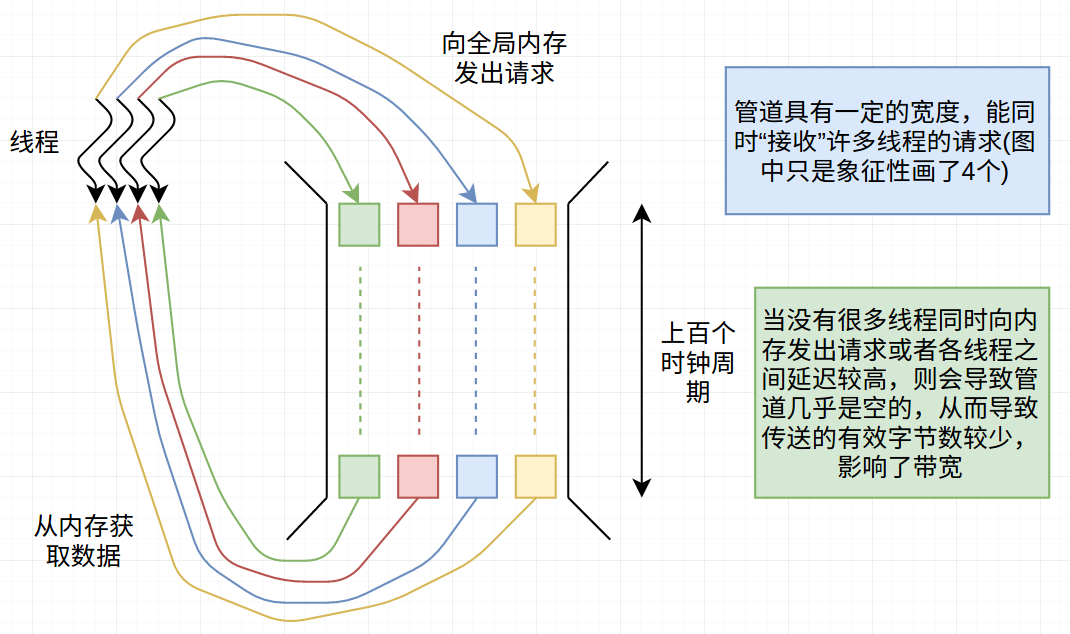 向全局内存
发出请求
线程
管道具有一定的宽度，能同
时“接收”许多线程的请求(图
中只是象征性画了4个)
上百个
时钟周
期
当没有很多线程同时向内
存发出请求或者各线程之
间延迟较高，则会导致管
道几乎是空的，从而导致
传送的有效字节数较少，
影响了带宽
从内存获
取数据